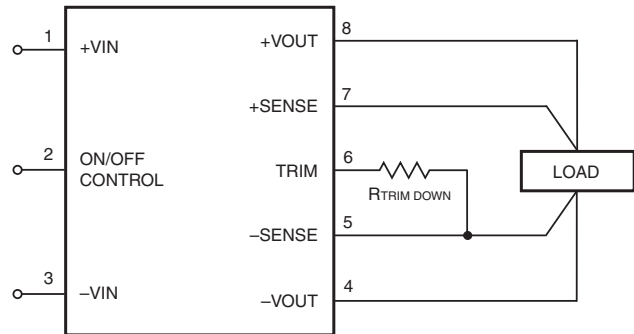 1 +VIN
2 ON/OFF
CONTROL
3 –VIN
+VOUT 8
+SENSE 7
TRIM 6
RTRIM DOWN
–SENSE 5
–VOUT 4
LOAD